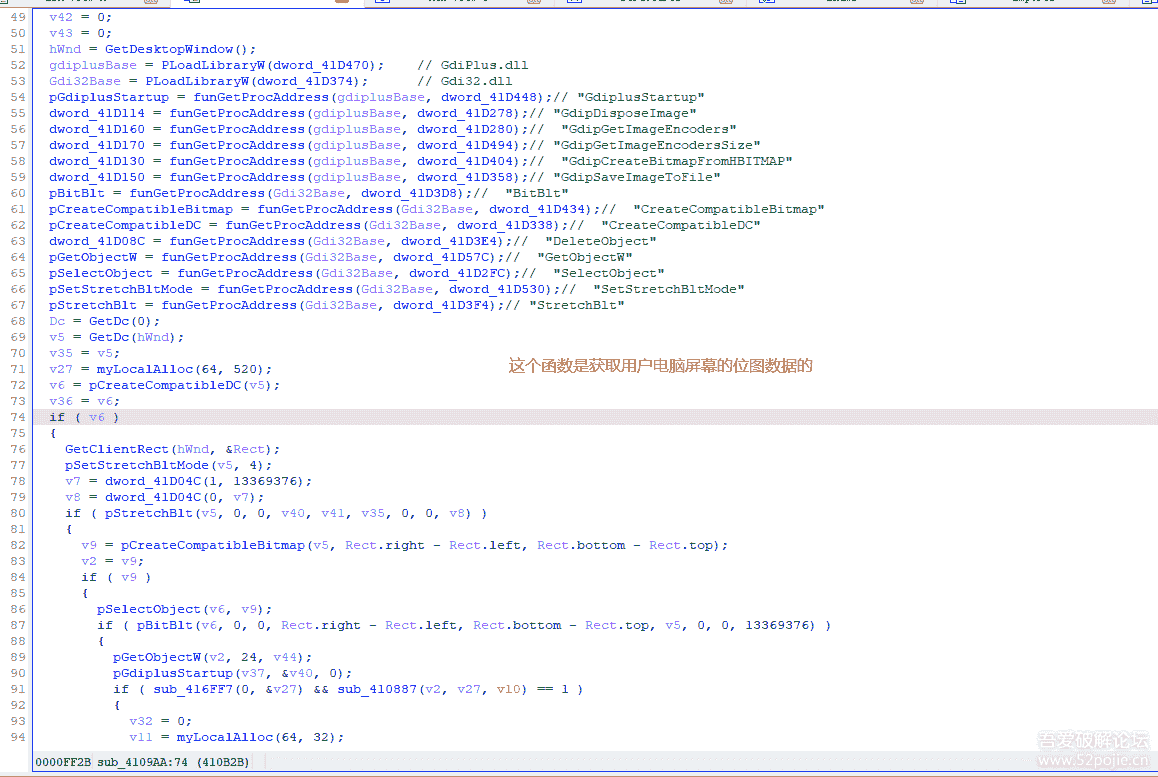 49 v42 = 0;
50 v43 = 0;
51 hWnd = GetDesktopWindow();
52 gdiplusBase = PLoadLibraryW(dword_41D470); // GdiPlus.dll
53 Gdi32Base = PLoadLibraryW(dword_41D374); // Gdi32.dll
54 pGdiplusStartup = funGetProcAddress(gdiplusBase, dword_41D448);// "GdiplusStartup"
55 dword_41D114 = funGetProcAddress(gdiplusBase, dword_41D278);// "GdipDisposeImage"
56 dword_41D160 = funGetProcAddress(gdiplusBase, dword_41D280);// "GdipGetImageEncoders"
57 dword_41D170 = funGetProcAddress(gdiplusBase, dword_41D494);// "GdipGetImageEncodersSize"
58 dword_41D130 = funGetProcAddress(gdiplusBase, dword_41D404);// "GdipCreateBitmapFromHBITMAP"
59 dword_41D150 = funGetProcAddress(gdiplusBase, dword_41D358);// "GdipSaveImageToFile"
60 pBitBlt = funGetProcAddress(Gdi32Base, dword_41D3D8);// "BitBlt"
61 pCreateCompatibleBitmap = funGetProcAddress(Gdi32Base, dword_41D434);// "CreateCompatibleBitmap"
62 pCreateCompatibleDC = funGetProcAddress(Gdi32Base, dword_41D338);// "CreateCompatibleDC"
63 dword_41D08C = funGetProcAddress(Gdi32Base, dword_41D3E4);// "DeleteObject"
64 pGetObjectW = funGetProcAddress(Gdi32Base, dword_41D57C);// "GetObjectW"
65 pSelectObject = funGetProcAddress(Gdi32Base, dword_41D2FC);// "SelectObject"
66 pSetStretchBltMode = funGetProcAddress(Gdi32Base, dword_41D530);// "SetStretchBltMode"
67 pStretchBlt = funGetProcAddress(Gdi32Base, dword_41D3F4);// "StretchBlt"
68 Dc = GetDc(0);
69 v5 = GetDc(hWnd);
70 v35 = v5;
这个函数是获取用户电脑屏幕的位图数据的
71 v27 = myLocalAlloc(64, 520);
72 v6 = pCreateCompatibleDC(v5);
73 v36 = v6;
74 if ( v6 )
75 {
76 GetClientRect(hWnd, &Rect);
77 pSetStretchBltMode(v5, 4);
78 v7 = dword_41D04C(1, 13369376);
79 v8 = dword_41D04C(0, v7);
80 if ( pStretchBlt(v5, 0, 0, v40, v41, v35, 0, 0, v8) )
81 {
82 v9 = pCreateCompatibleBitmap(v5, Rect.right - Rect.left, Rect.bottom - Rect.top);
83 v2 = v9;
84 if ( v9 )
85 {
86 pSelectObject(v6, v9);
87 if ( pBitBlt(v6, 0, 0, Rect.right - Rect.left, Rect.bottom - Rect.top, v5, 0, 0, 13369376) )
88 {
89 pGetObjectW(v2, 24, v44);
90 pGdiplusStartup(v37, &v40, 0);
91 if ( sub_416FF7(0, &v27) && sub_410887(v2, v27, v10) == 1 )
92 {
93 v32 = 0;
94 v11 = myLocalAlloc(64, 32);
0000FF2B sub_4109AA:74 (410B2B)
吾爱破解论坛
www.52pojie.cn